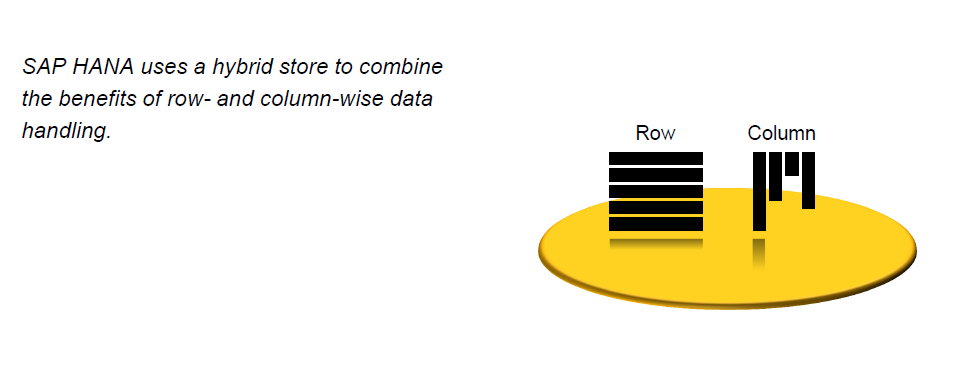 SAP HANA uses a hybrid store to combine
the benefits of row- and column-wise data
handling.
Row
Column